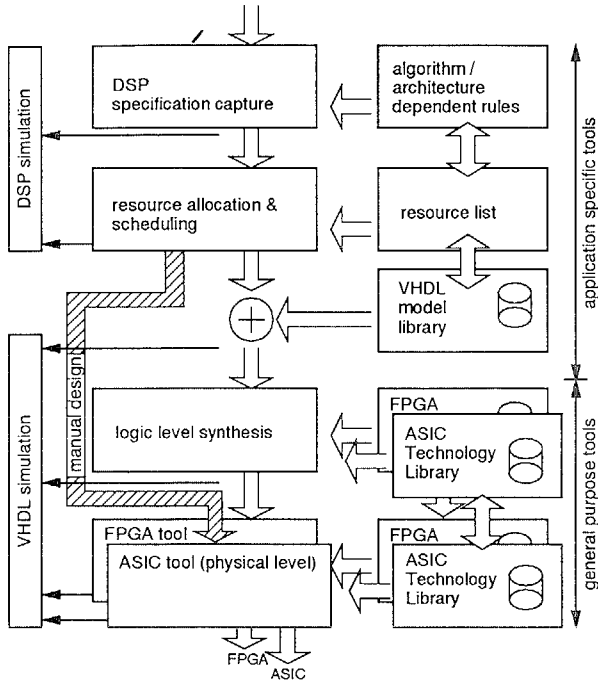 DSP
specification capture
algorithm /
architecture
dependent rules
DSP simulation
resource allocation &
scheduling
resource list
application specific tools
VHDL
model
library
manual design
logic level synthesis
FPGA
ASIC
Technology
Library
VHDL simulation
general purpose tools
FPGA tool
ASIC tool (physical level)
FPGA
ASIC
Technology
Library
FPGA
ASIC